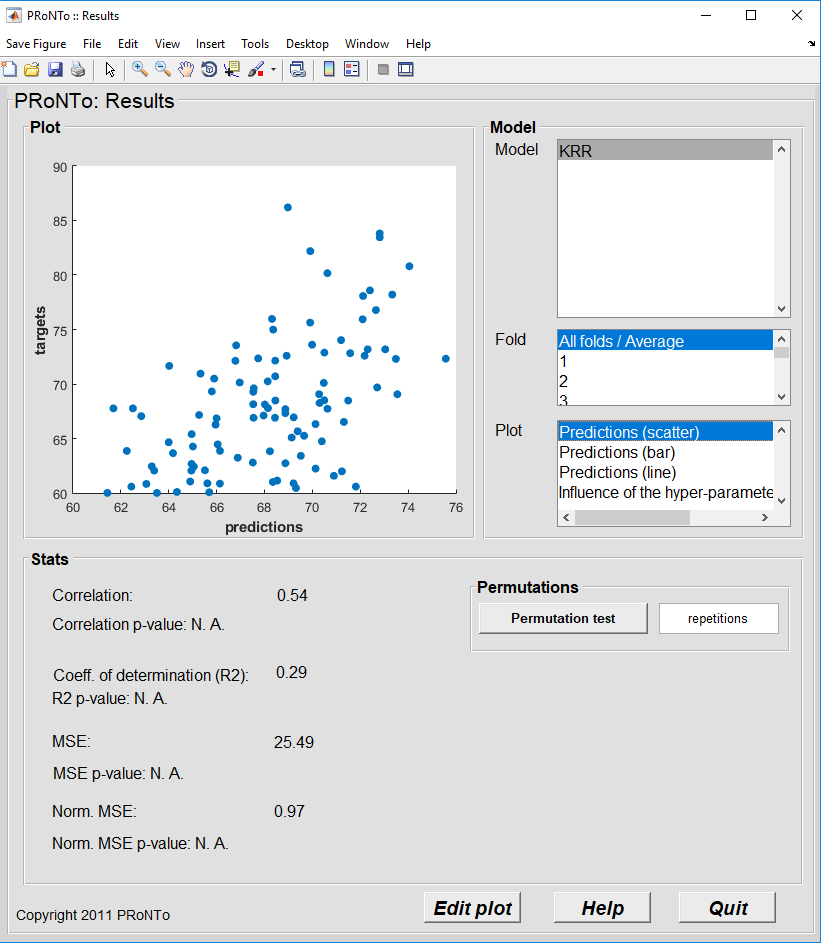 PRoNTo :: Results
Save Figure File Edit View Insert Tools Desktop Window Help
PRoNTo: Results
Plot
90
85
80
75
70
65
60
targets
60 62 64 66 68 70 72 74 76
predictions
Model
Model
KRR
Fold
All folds / Average
1
2
3
Plot
Predictions (scatter)
Predictions (bar)
Predictions (line)
Influence of the hyper-paramete
Stats
Correlation: 0.54
Correlation p-value: N. A.
Coeff. of determination (R2): 0.29
R2 p-value: N. A.
MSE: 25.49
MSE p-value: N. A.
Norm. MSE: 0.97
Norm. MSE p-value: N. A.
Permutations
Permutation test repetitions
Copyright 2011 PRoNTo
Edit plot Help Quit